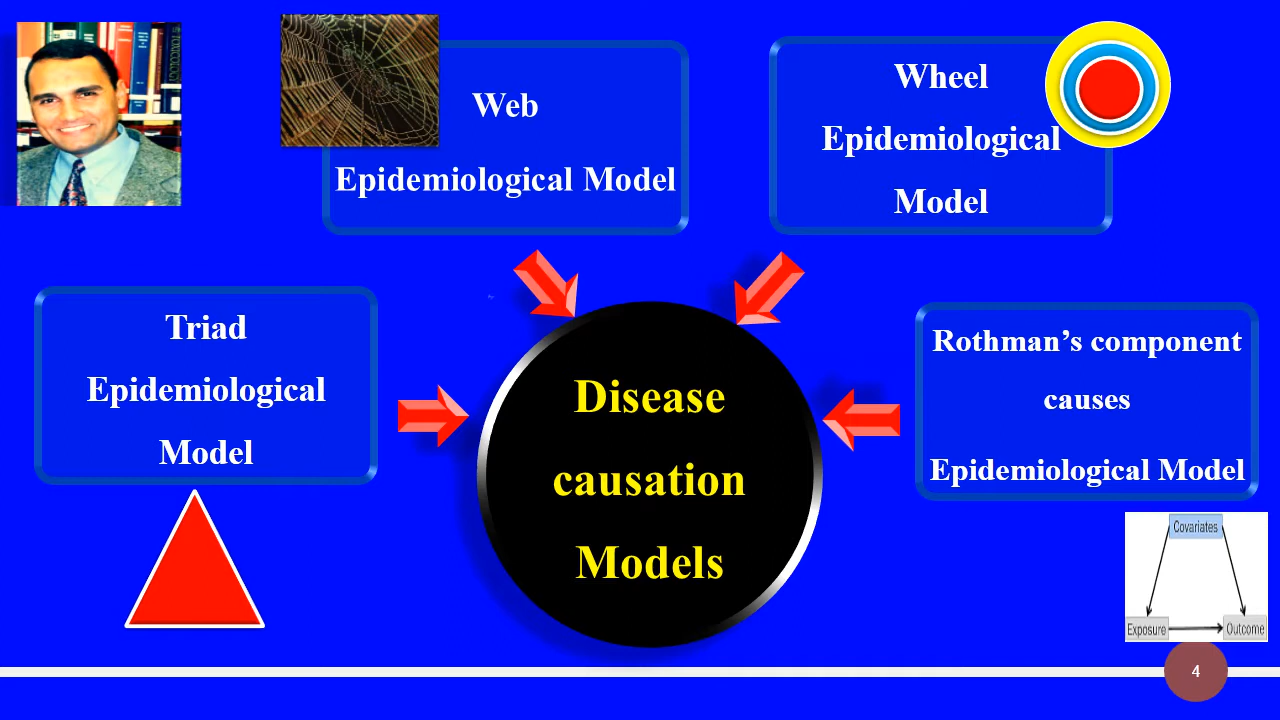 Web
Epidemiological Model
Wheel
Epidemiological
Model
Triad
Epidemiological
Model
Rothman’s component
causes
Epidemiological Model
Disease
causation
Models
Covariates
Exposure
Outcome
4